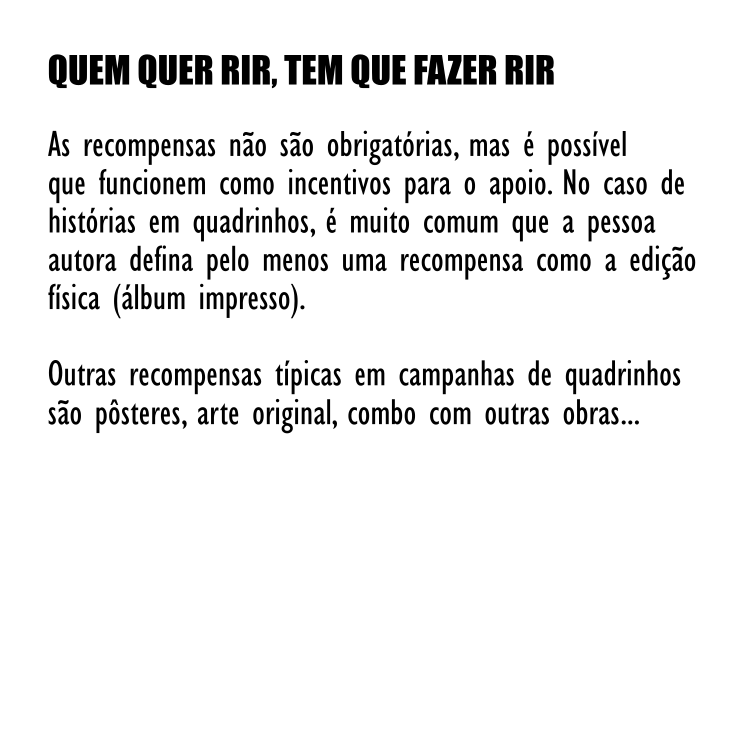 QUEM QUER RIR, TEM QUE FAZER RIR
As recompensas não são obrigatórias, mas é possível
que funcionem como incentivos para o apoio. No caso de
histórias em quadrinhos, é muito comum que a pessoa
autora defina pelo menos uma recompensa como a edição
física (álbum impresso).
Outras recompensas típicas em campanhas de quadrinhos
são pôsteres, arte original, combo com outras obras...